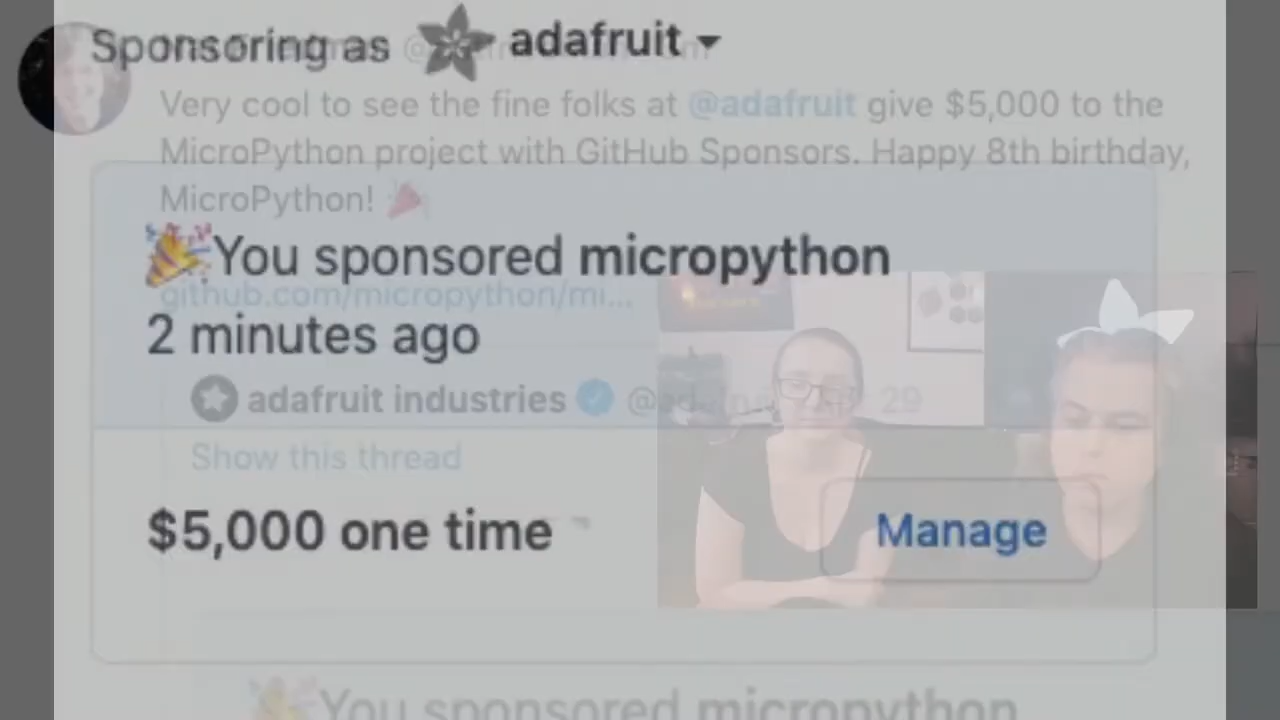 Sponsoring as adafruit
Very cool to see the fine folks at @adafruit give $5,000 to the
MicroPython project with GitHub Sponsors. Happy 8th birthday,
MicroPython!
You sponsored micropython
github.com/micropython/mi...
2 minutes ago
adafruit industries
29
Show this thread
$5,000 one time
Manage
You sponsored micropython